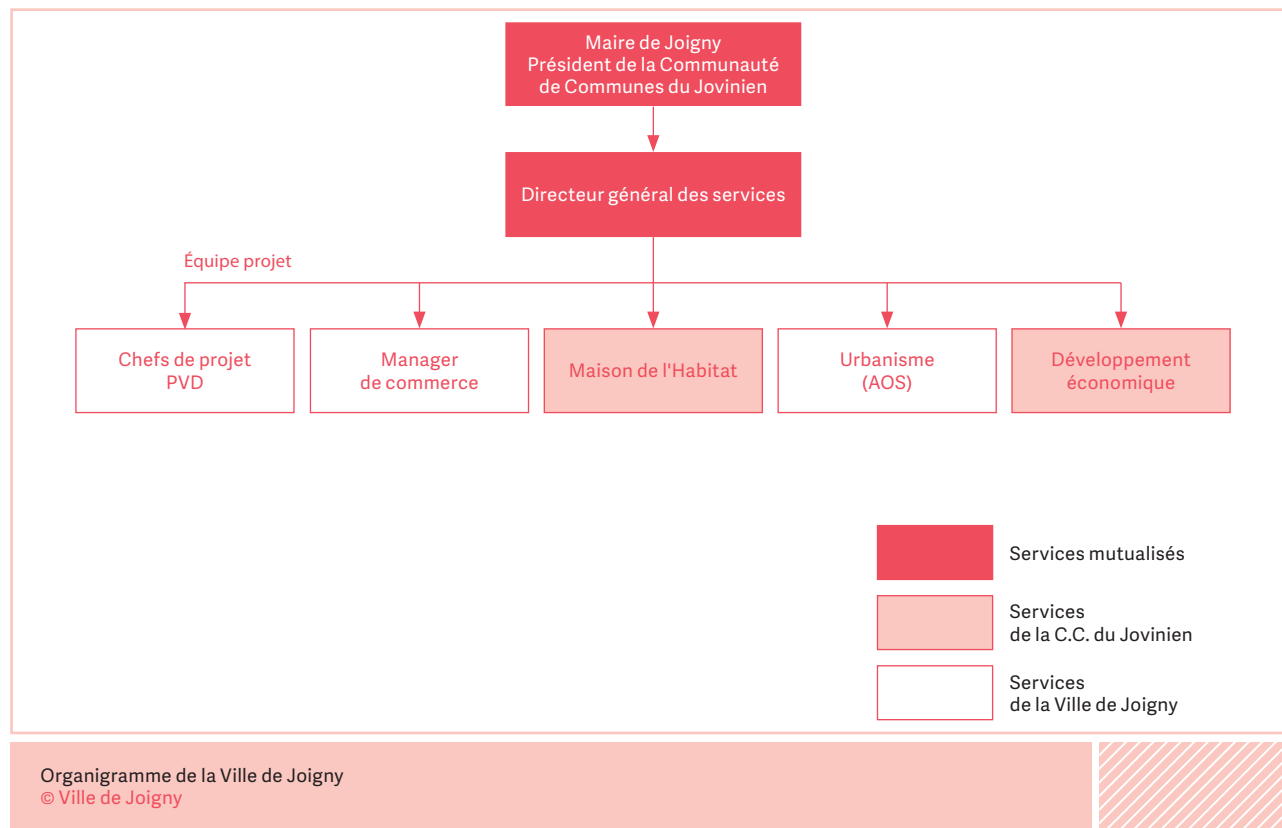 Maire de Joigny
Président de la Communauté
de Communes du Jovinien
Directeur général des services
Équipe projet
Chefs de projet
PVD
Manager
de commerce
Maison de l'Habitat
Urbanisme
(AOS)
Développement
économique
Services mutualisés
Services
de la C.C. du Jovinien
Services
de la Ville de Joigny
Organigramme de la Ville de Joigny
© Ville de Joigny